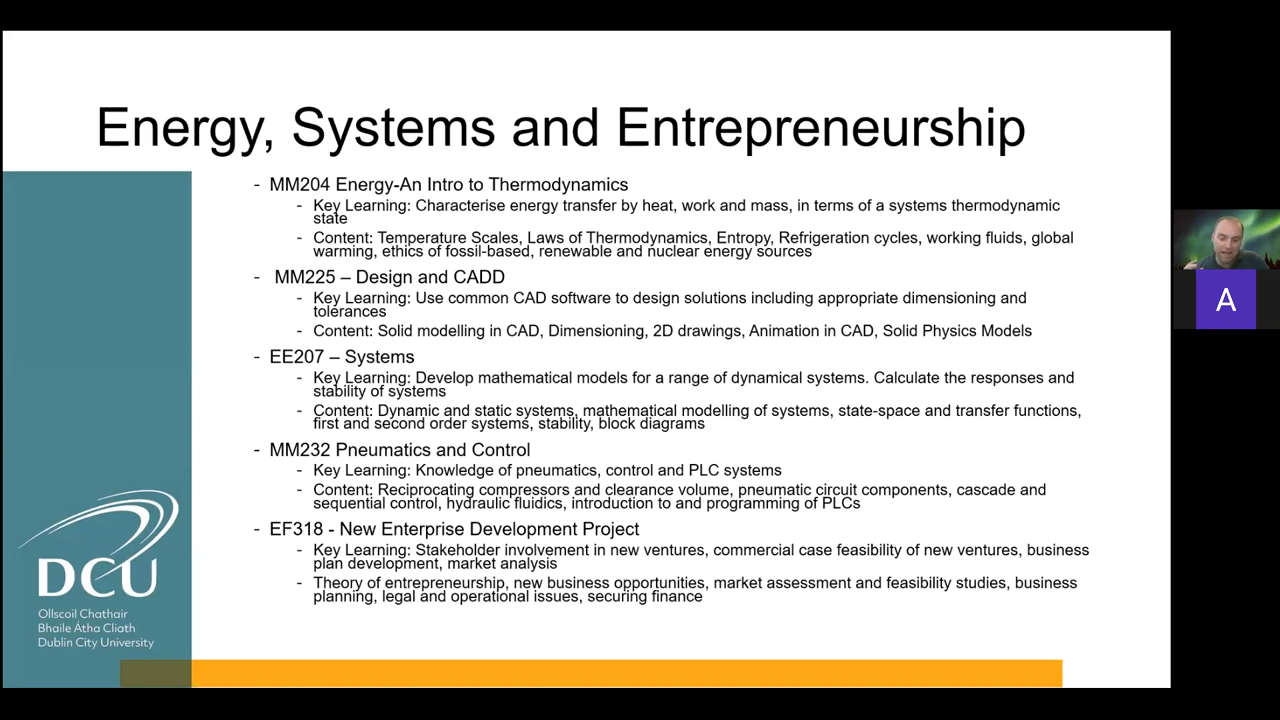 Energy, Systems and Entrepreneurship
- MM204 Energy-An Intro to Thermodynamics
- Key Learning: Characterise energy transfer by heat, work and mass, in terms of a systems thermodynamic
state
- Content: Temperature Scales, Laws of Thermodynamics, Entropy, Refrigeration cycles, working fluids, global
warming, ethics of fossil-based, renewable and nuclear energy sources
- MM225 – Design and CADD
- Key Learning: Use common CAD software to design solutions including appropriate dimensioning and
tolerances
- Content: Solid modelling in CAD, Dimensioning, 2D drawings, Animation in CAD, Solid Physics Models
- EE207 – Systems
- Key Learning: Develop mathematical models for a range of dynamical systems. Calculate the responses and
stability of systems
- Content: Dynamic and static systems, mathematical modelling of systems, state-space and transfer functions,
first and second order systems, stability, block diagrams
- MM232 Pneumatics and Control
- Key Learning: Knowledge of pneumatics, control and PLC systems
- Content: Reciprocating compressors and clearance volume, pneumatic circuit components, cascade and
sequential control, hydraulic fluidics, introduction to and programming of PLCs
- EF318 - New Enterprise Development Project
- Key Learning: Stakeholder involvement in new ventures, commercial case feasibility of new ventures, business
plan development, market analysis
- Theory of entrepreneurship, new business opportunities, market assessment and feasibility studies, business
planning, legal and operational issues, securing finance
DCU
Ollscoil Chathair
Bhaile Átha Cliath
Dublin City University
A